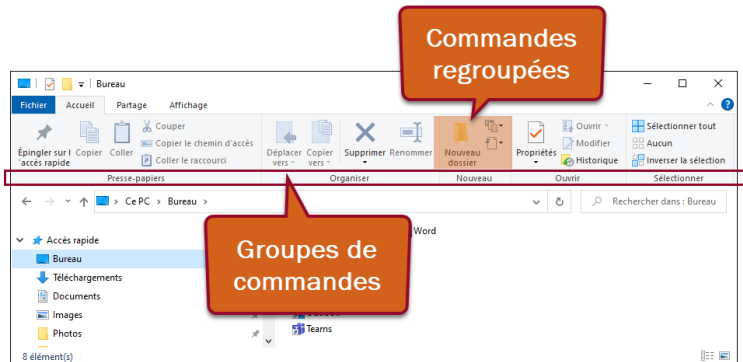 Commandes
regroupées
Bureau
Fichier Accueil Partage Affichage
Épingler sur l
'accès rapide
Copier
Coller
Couper
Copier le chemin d'accès
Coller le raccourci
Déplacer
vers
Copier
vers
Supprimer
Renommer
Nouveau
dossier
Propriétés
Ouvrir
Modifier
Historique
Sélectionner tout
Aucun
Inverser la sélection
Presse-papiers Organiser Nouveau Ouvrir Sélectionner
Ce PC > Bureau >
Rechercher dans : Bureau
Groupes de
commandes
Word
Accès rapide
Bureau
Téléchargements
Documents
Images
Photos
Teams
8 élément(s)